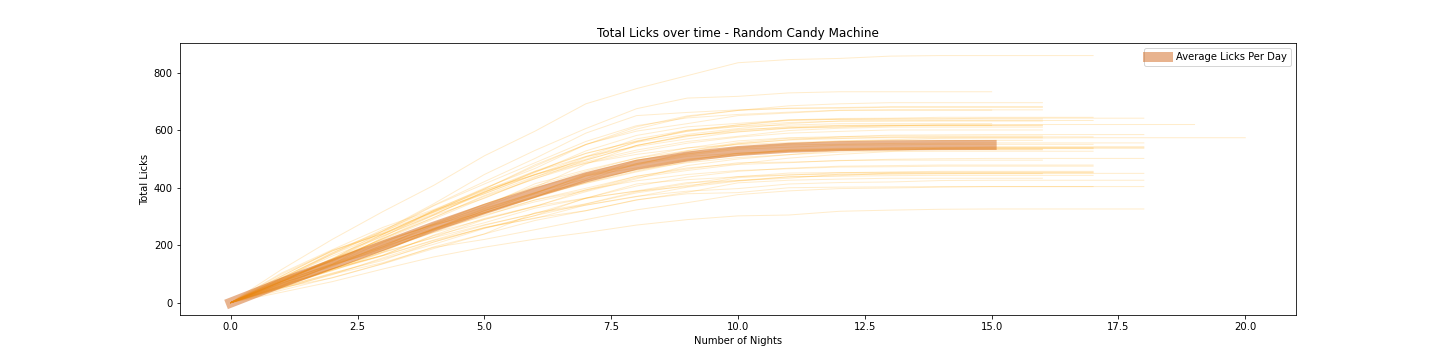 Total Licks over time - Random Candy Machine
Average Licks Per Day
Total Licks
800
600
400
200
0
0.0 2.5 5.0 7.5 10.0 12.5 15.0 17.5 20.0
Number of Nights